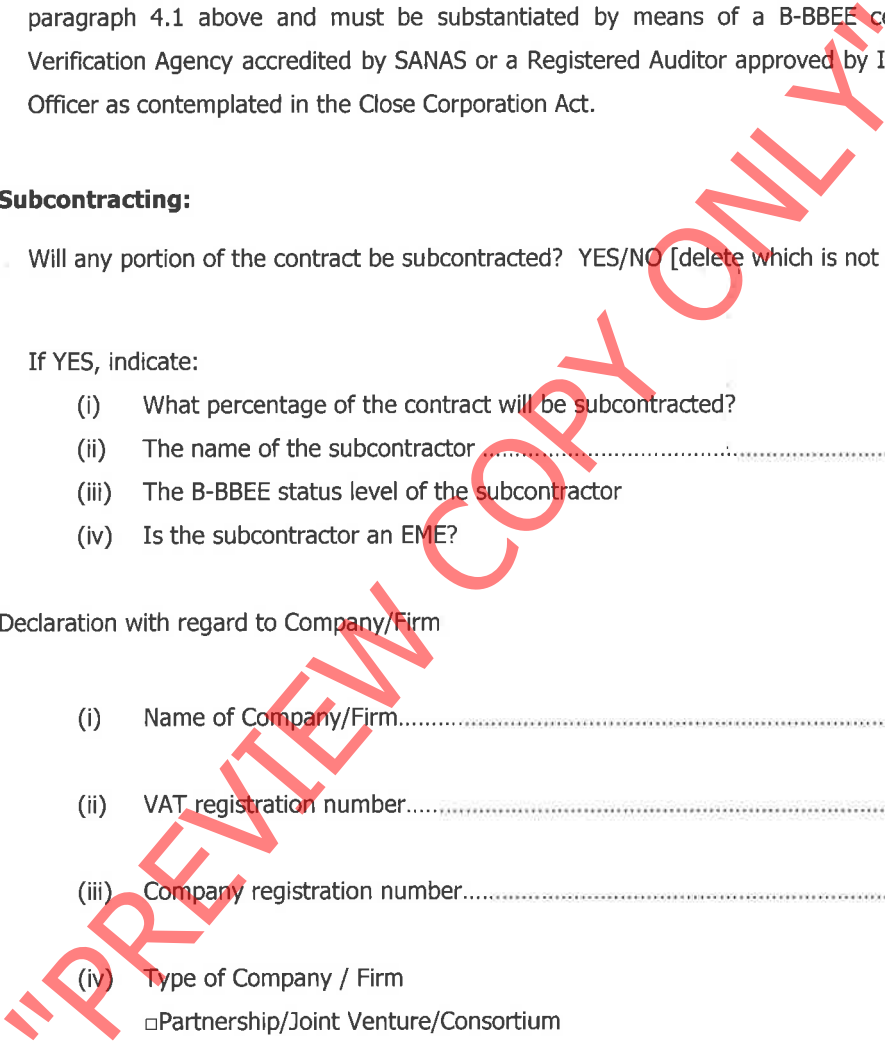 paragraph 4.1 above and must be substantiated by means of a B-BBEE
Verification Agency accredited by SANAS or a Registered Auditor approved by
Officer as contemplated in the Close Corporation Act.
Subcontracting:
Will any portion of the contract be subcontracted? YES/NO [delete which is not
If YES, indicate:
(i) What percentage of the contract will be subcontracted?
(ii) The name of the subcontractor ......................................................
(iii) The B-BBEE status level of the subcontractor
(iv) Is the subcontractor an EME?
Declaration with regard to Company/Firm
(i) Name of Company/Firm..........................................................................
(ii) VAT registration number..........................................................................
(iii) Company registration number................................................................
(iv) Type of Company / Firm
□Partnership/Joint Venture/Consortium
"PREVIEW COPY ONLY"